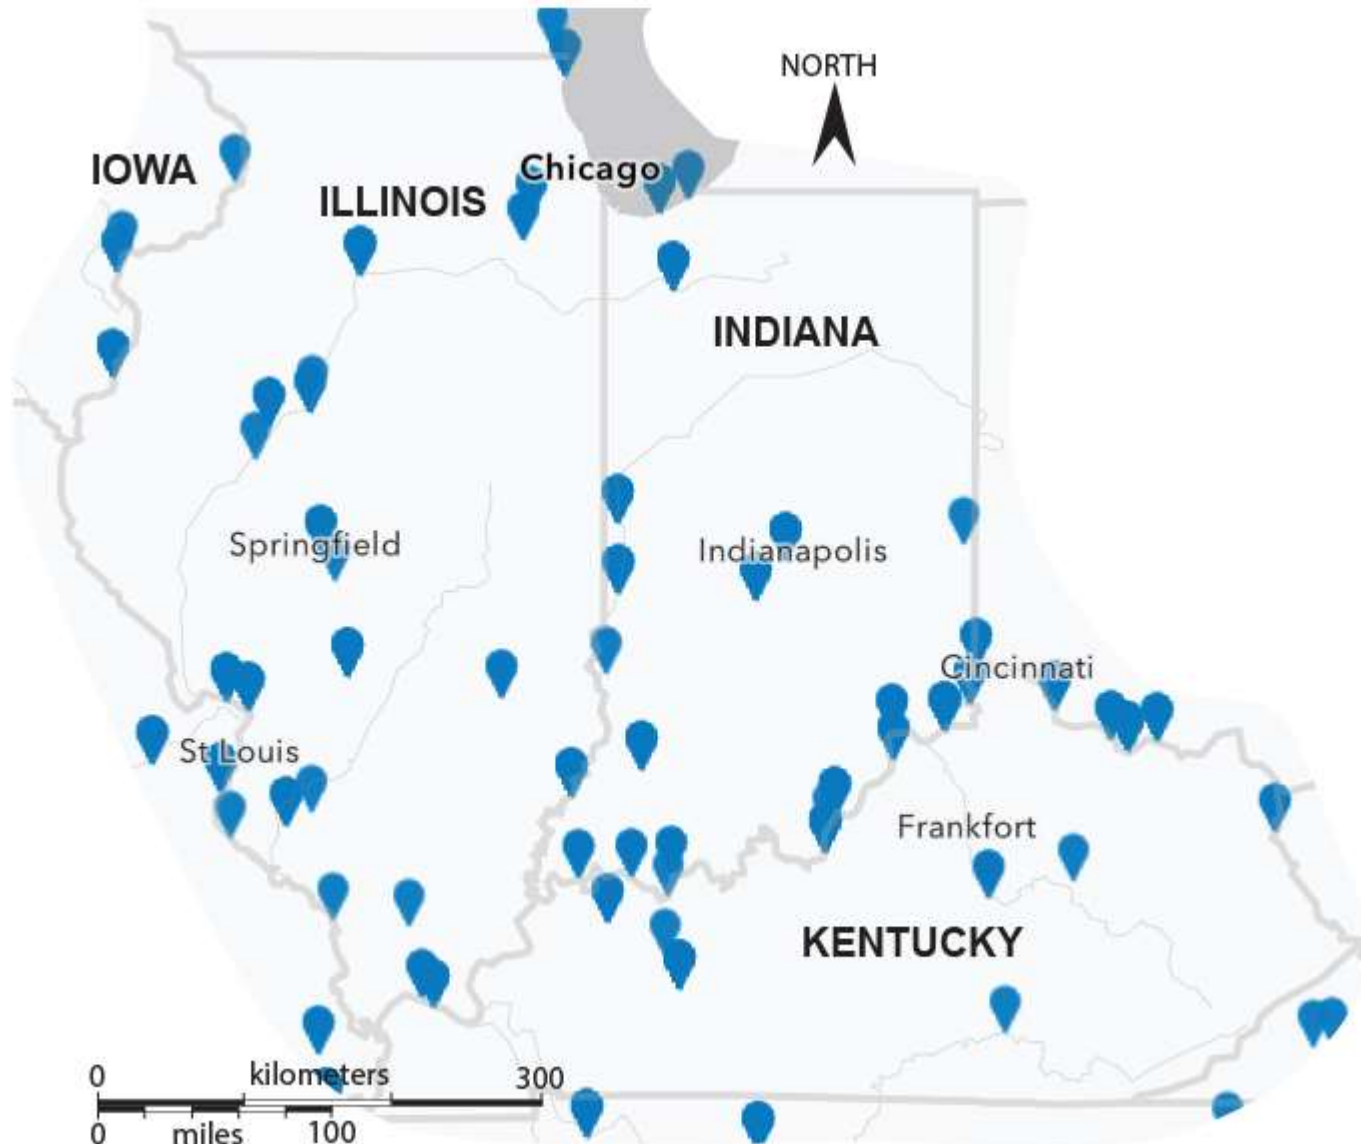 NORTH
IOWA
Chicago
ILLINOIS
INDIANA
Springfield
Indianapolis
Cincinnati
St Louis
Frankfort
KENTUCKY
0 kilometers 300
0 miles 100